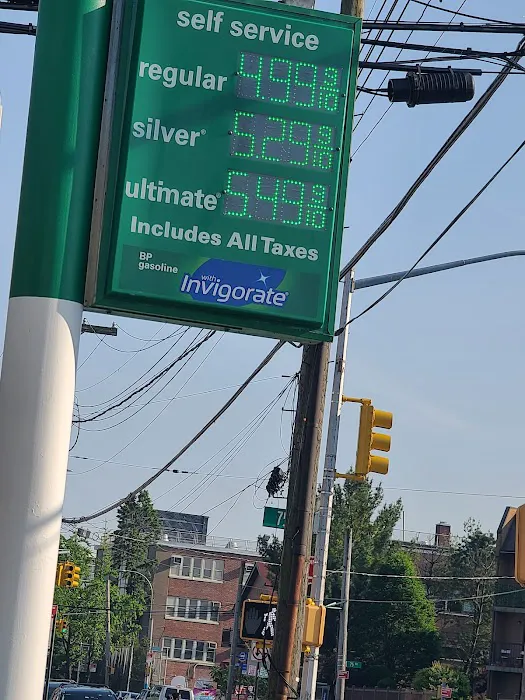 self service
regular 4.99 9/10
silver® 5.29 9/10
ultimate® 5.49 9/10
Includes All Taxes
BP
gasoline
with
Invigorate®